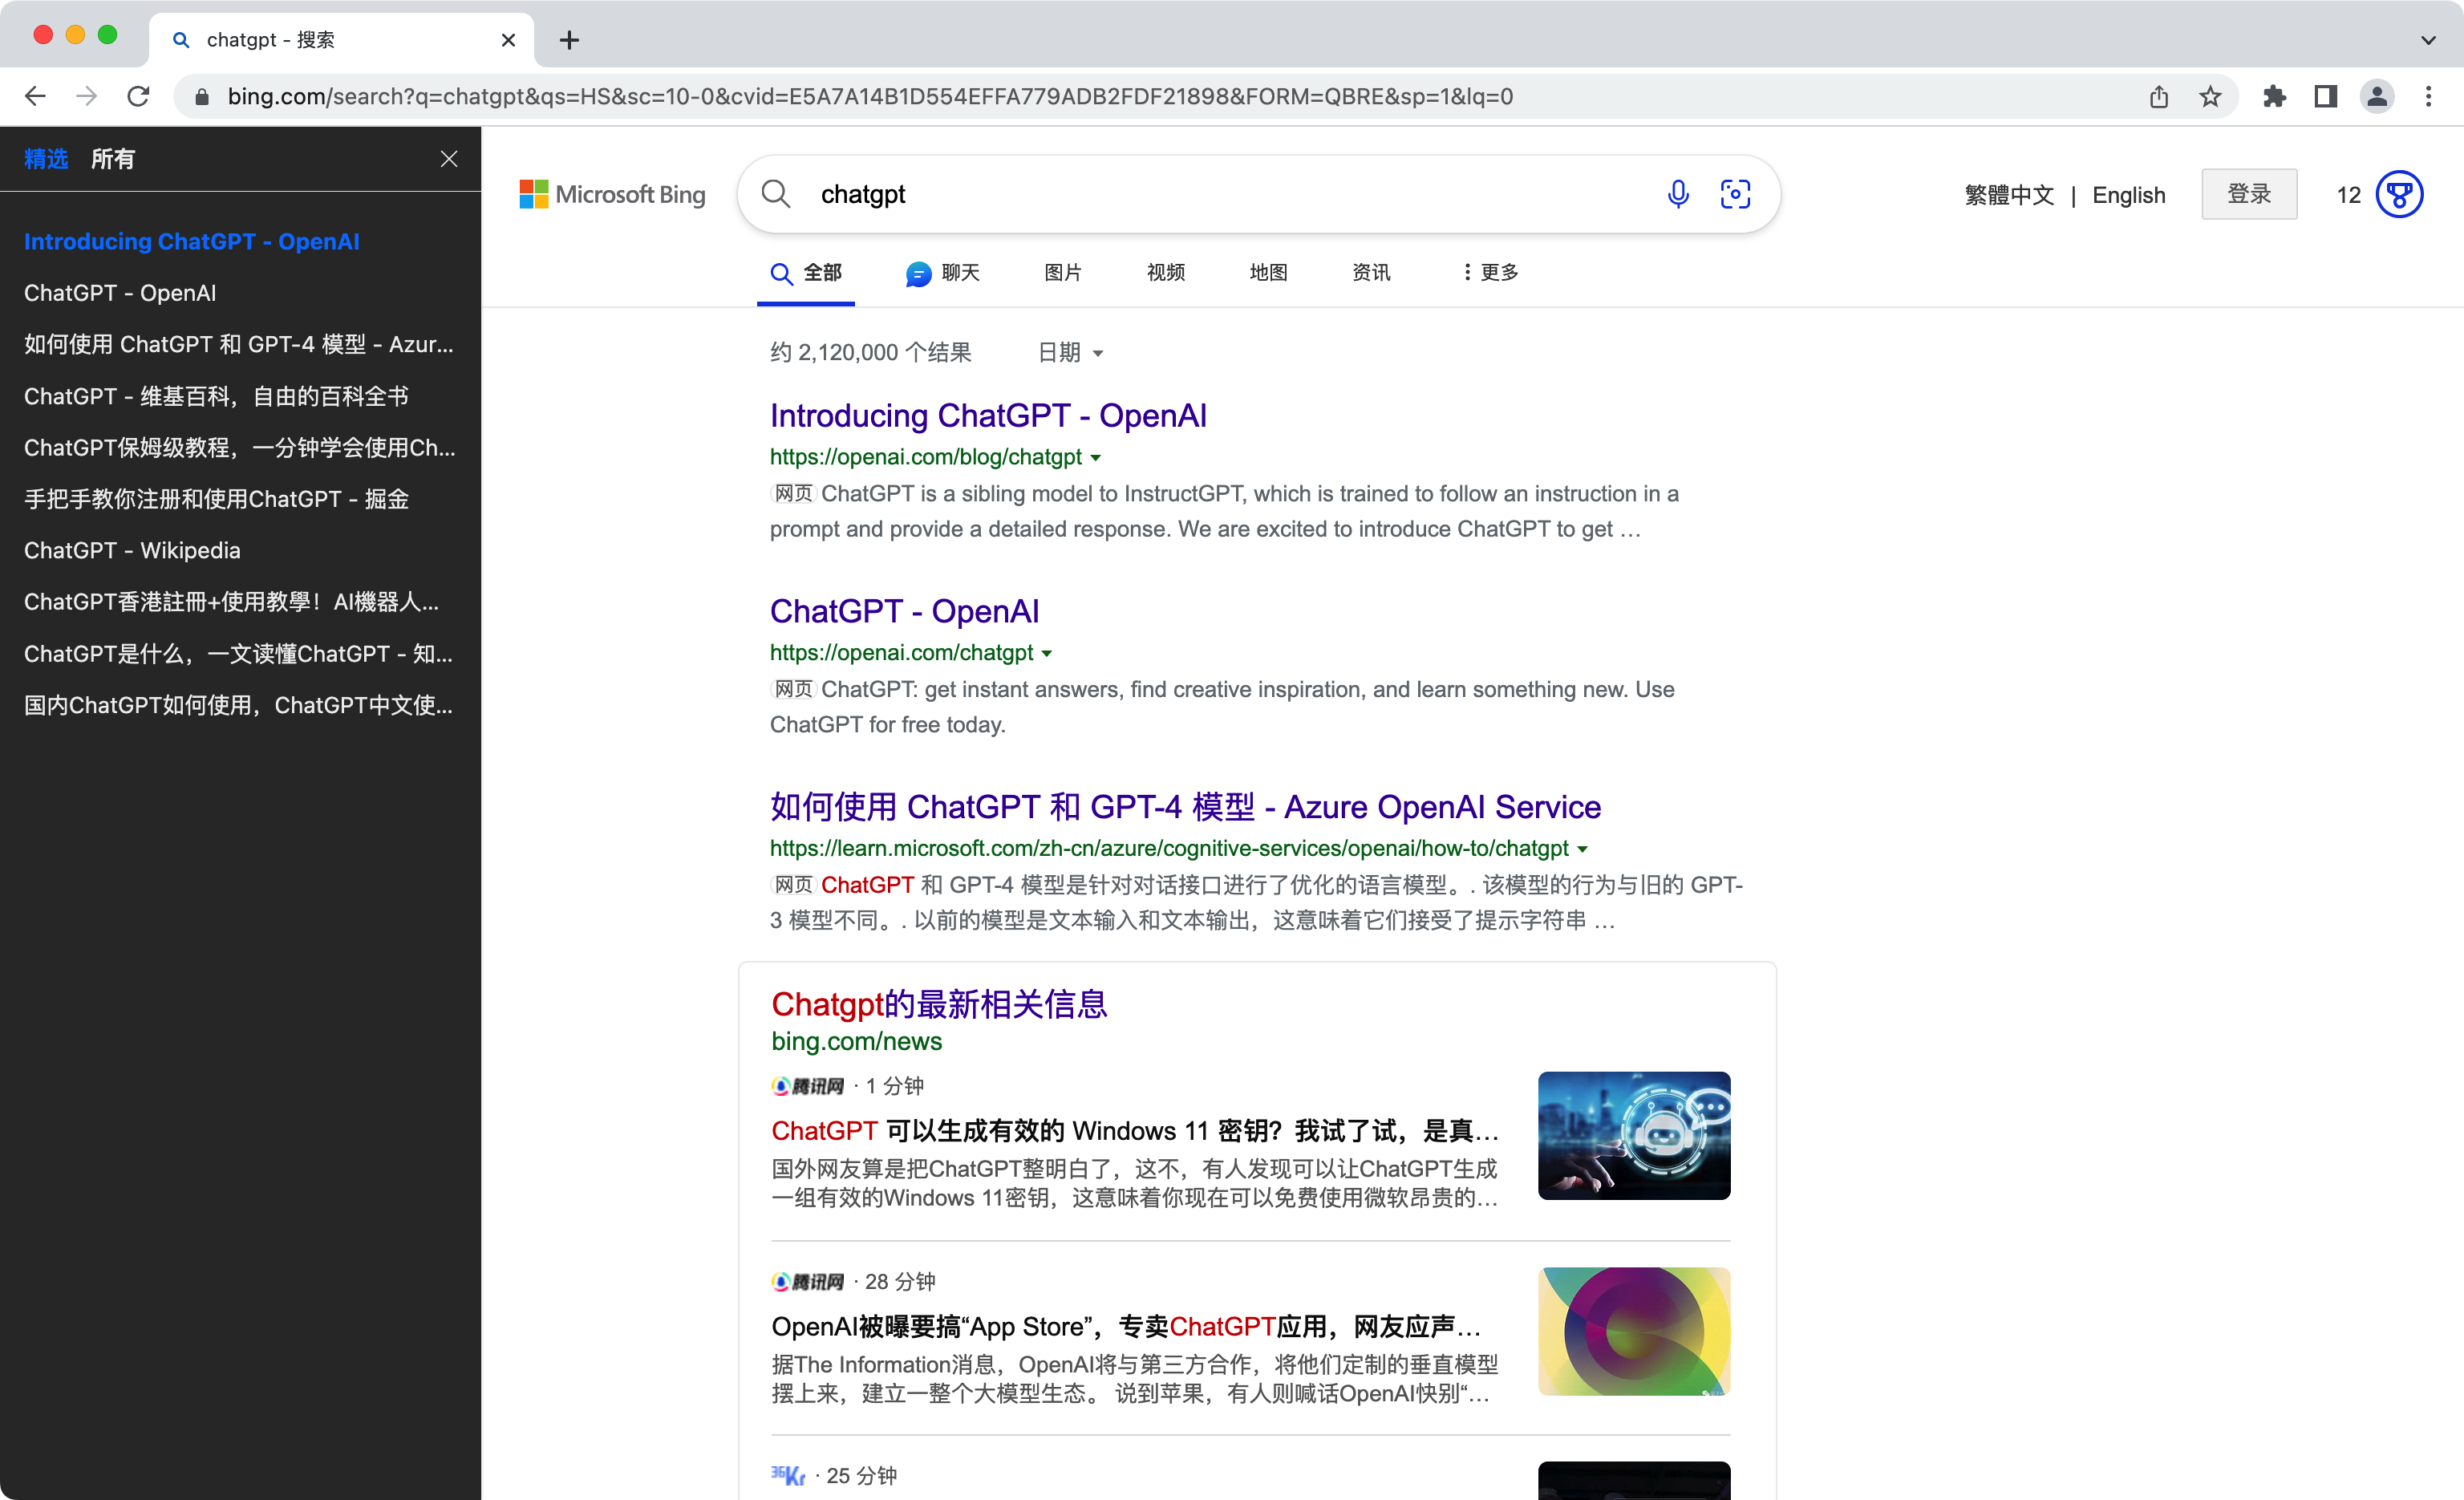 chatgpt - 搜索
bing.com/search?q=chatgpt&qs=HS&sc=10-0&cvid=E5A7A14B1D554EFFA779ADB2FDF21898&FORM=QBRE&sp=1&lq=0
精选 所有
Introducing ChatGPT - OpenAI
ChatGPT - OpenAI
如何使用 ChatGPT 和 GPT-4 模型 - Azur...
ChatGPT - 维基百科，自由的百科全书
ChatGPT保姆级教程，一分钟学会使用Ch...
手把手教你注册和使用ChatGPT - 掘金
ChatGPT - Wikipedia
ChatGPT香港註冊+使用教學！AI機器人...
ChatGPT是什么，一文读懂ChatGPT - 知...
国内ChatGPT如何使用，ChatGPT中文使...
Microsoft Bing
chatgpt
繁體中文 | English
登录
12
全部 聊天 图片 视频 地图 资讯 更多
约 2,120,000 个结果 日期
Introducing ChatGPT - OpenAI
https://openai.com/blog/chatgpt
网页 ChatGPT is a sibling model to InstructGPT, which is trained to follow an instruction in a
prompt and provide a detailed response. We are excited to introduce ChatGPT to get …
ChatGPT - OpenAI
https://openai.com/chatgpt
网页 ChatGPT: get instant answers, find creative inspiration, and learn something new. Use
ChatGPT for free today.
如何使用 ChatGPT 和 GPT-4 模型 - Azure OpenAI Service
https://learn.microsoft.com/zh-cn/azure/cognitive-services/openai/how-to/chatgpt
网页 ChatGPT 和 GPT-4 模型是针对对话接口进行了优化的语言模型。. 该模型的行为与旧的 GPT-
3 模型不同。. 以前的模型是文本输入和文本输出，这意味着它们接受了提示字符串 …
Chatgpt的最新相关信息
bing.com/news
腾讯网 · 1 分钟
ChatGPT 可以生成有效的 Windows 11 密钥？我试了试，是真…
国外网友算是把ChatGPT整明白了，这不，有人发现可以让ChatGPT生成
一组有效的Windows 11密钥，这意味着你现在可以免费使用微软昂贵的…
腾讯网 · 28 分钟
OpenAI被曝要搞“App Store”，专卖ChatGPT应用，网友应声…
据The Information消息，OpenAI将与第三方合作，将他们定制的垂直模型
摆上来，建立一整个大模型生态。 说到苹果，有人则喊话OpenAI快别“…
36Kr · 25 分钟